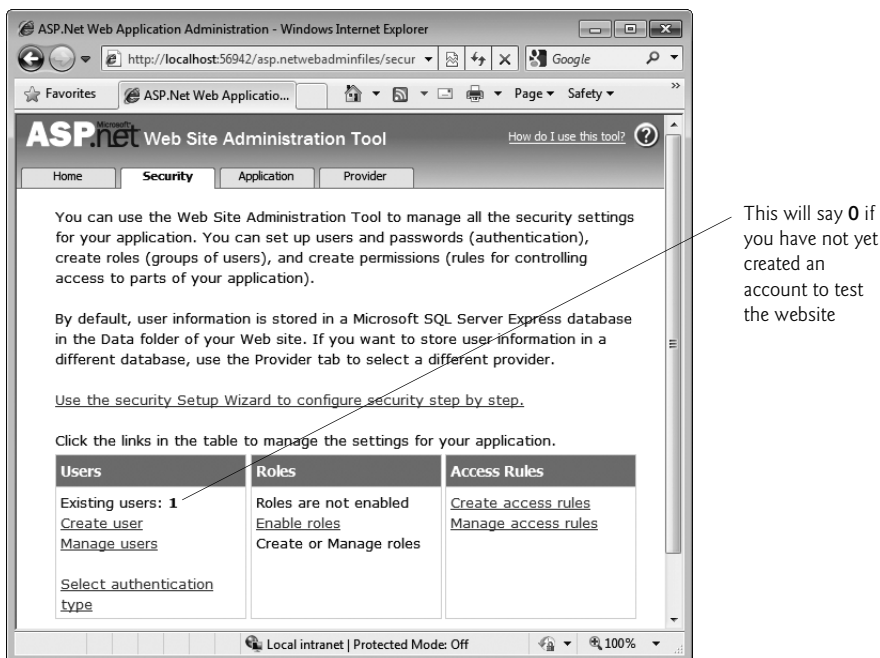 ASP.Net Web Application Administration - Windows Internet Explorer
http://localhost:56942/asp.netwebadminfiles/secur
Google
Favorites
ASP.Net Web Applicatio...
Page
Safety
»
Microsoft
ASP.net Web Site Administration Tool
How do I use this tool? ?
Home
Security
Application
Provider
You can use the Web Site Administration Tool to manage all the security settings
for your application. You can set up users and passwords (authentication),
create roles (groups of users), and create permissions (rules for controlling
access to parts of your application).
By default, user information is stored in a Microsoft SQL Server Express database
in the Data folder of your Web site. If you want to store user information in a
different database, use the Provider tab to select a different provider.
Use the security Setup Wizard to configure security step by step.
Click the links in the table to manage the settings for your application.
Users
Existing users: 1
Create user
Manage users
Select authentication
type
Roles
Roles are not enabled
Enable roles
Create or Manage roles
Access Rules
Create access rules
Manage access rules
Local intranet | Protected Mode: Off
100%
This will say 0 if
you have not yet
created an
account to test
the website